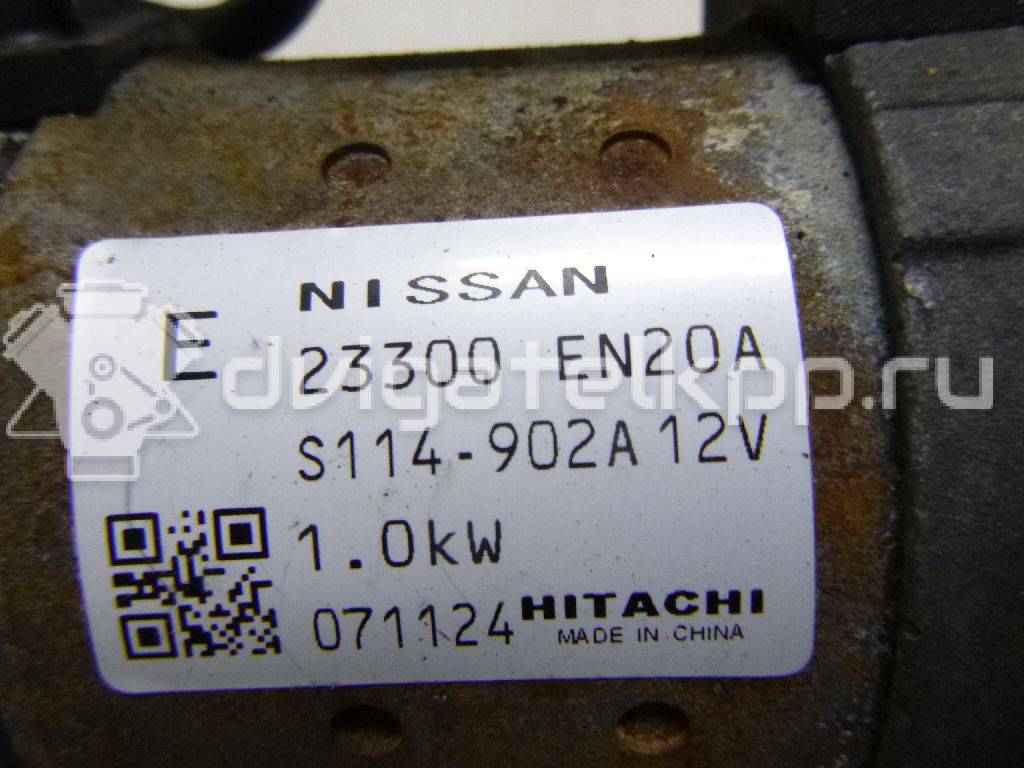 NISSAN
E 23300 EN20A
S114-902A 12V
1.0kW
071124 HITACHI
MADE IN CHINA
dvigatelkpp.ru